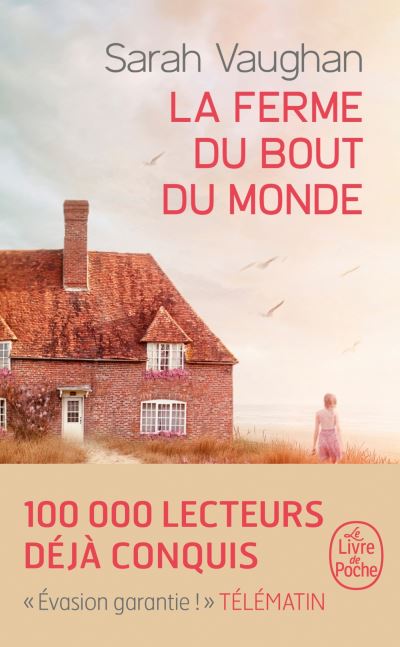 Sarah Vaughan
LA FERME
DU BOUT
DU MONDE
100 000 LECTEURS
DÉJÀ CONQUIS
« Évasion garantie ! » TÉLÉMATIN
Le
Livre
de
Poche